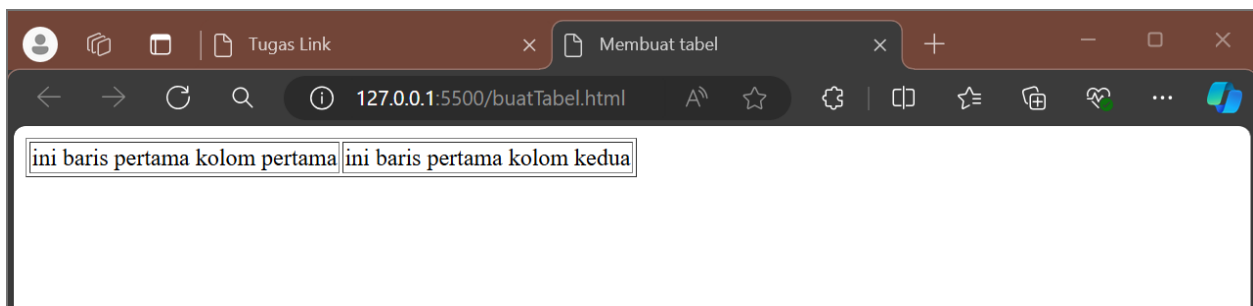 Tugas Link
Membuat tabel
127.0.0.1:5500/buatTabel.html
ini baris pertama kolom pertama ini baris pertama kolom kedua